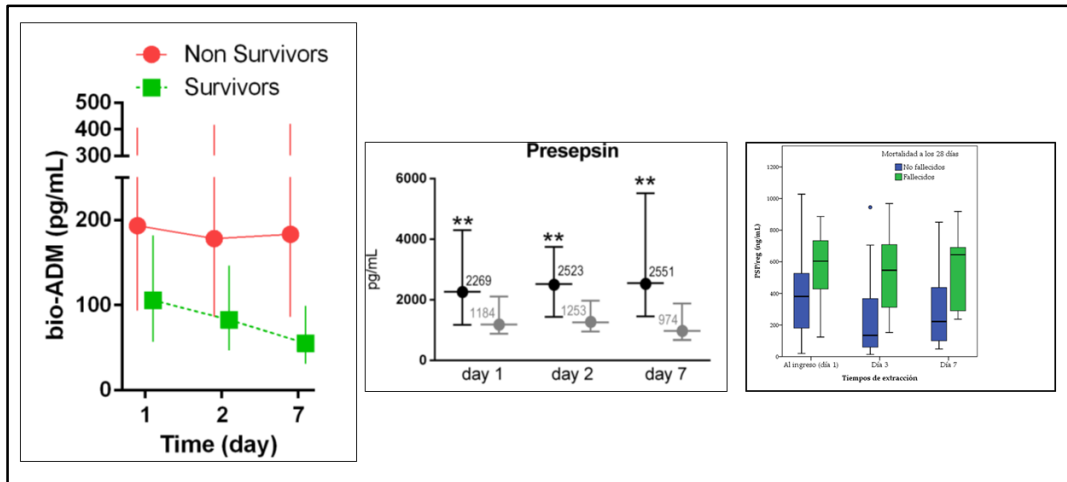 Non Survivors
Survivors
500
400
300
200
100
0
bio-ADM (pg/mL)
1 2 7
Time (day)
Presepsin
6000
4000
2000
0
pg/mL
**
**
**
2269
2523
2551
1184
1253
974
day 1 day 2 day 7
Mortalidad a los 28 días
No fallecidos
Fallecidos
1200
1000
800
600
400
200
0
PSP/reg (ng/mL)
Al ingreso (día 1) Día 3 Día 7
Tiempos de extracción